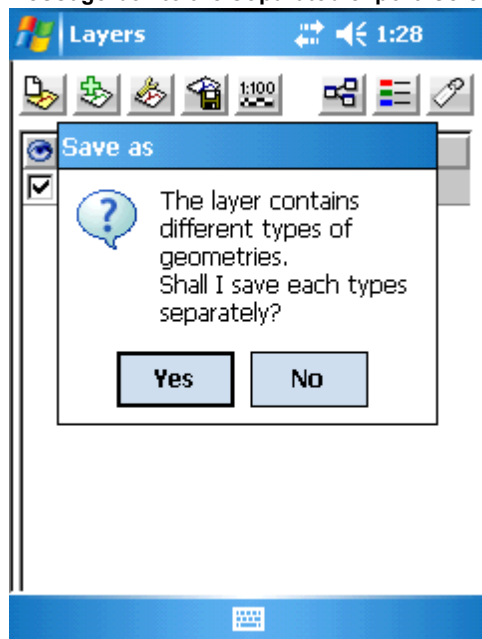 Layers 1:28
1:100
Save as
The layer contains
different types of
geometries.
Shall I save each types
separately?
Yes No